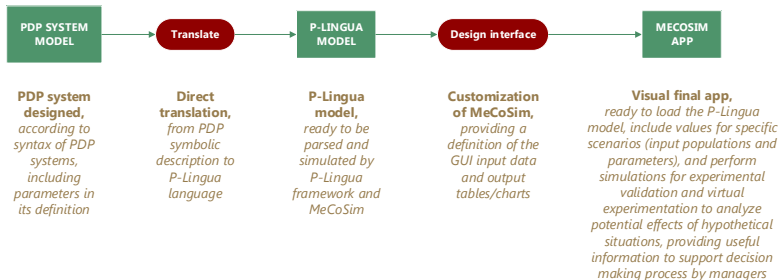 PDP SYSTEM
MODEL
Translate
P-LINGUA
MODEL
Design interface
MECOSIM
APP
PDP system
designed,
according to
syntax of PDP
systems,
including
parameters in
its definition
Direct
translation,
from PDP
symbolic
description to
P-Lingua
language
P-Lingua
model,
ready to be
parsed and
simulated by
P-Lingua
framework and
MeCoSim
Customization
of MeCoSim,
providing a
definition of the
GUI input data
and output
tables/charts
Visual final app,
ready to load the P-Lingua
model, include values for specific
scenarios (input populations and
parameters), and perform
simulations for experimental
validation and virtual
experimentation to analyze
potential effects of hypothetical
situations, providing useful
information to support decision
making process by managers